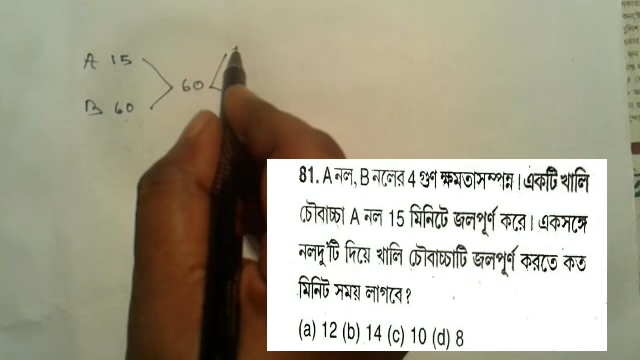 A 15
B 60
60
81. A নল, B নলের 4 গুণ ক্ষমতাসম্পন্ন। একটি খালি
চৌবাচ্চা A নল 15 মিনিটে জলপূর্ণ করে। একসঙ্গে
নলদু'টি দিয়ে খালি চৌবাচ্চাটি জলপূর্ণ করতে কত
মিনিট সময় লাগবে?
(a) 12 (b) 14 (c) 10 (d) 8